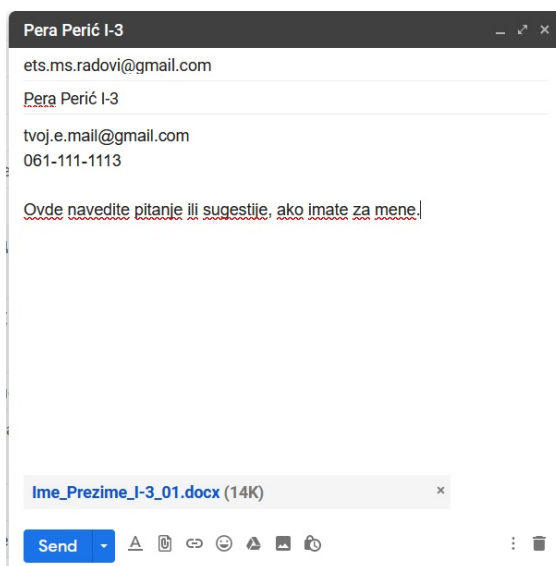 Pera Perić I-3
ets.ms.radovi@gmail.com
Pera Perić I-3
tvoj.e.mail@gmail.com
061-111-1113
Ovde navedite pitanje ili sugestije, ako imate za mene.
Ime_Prezime_I-3_01.docx (14K)
Send